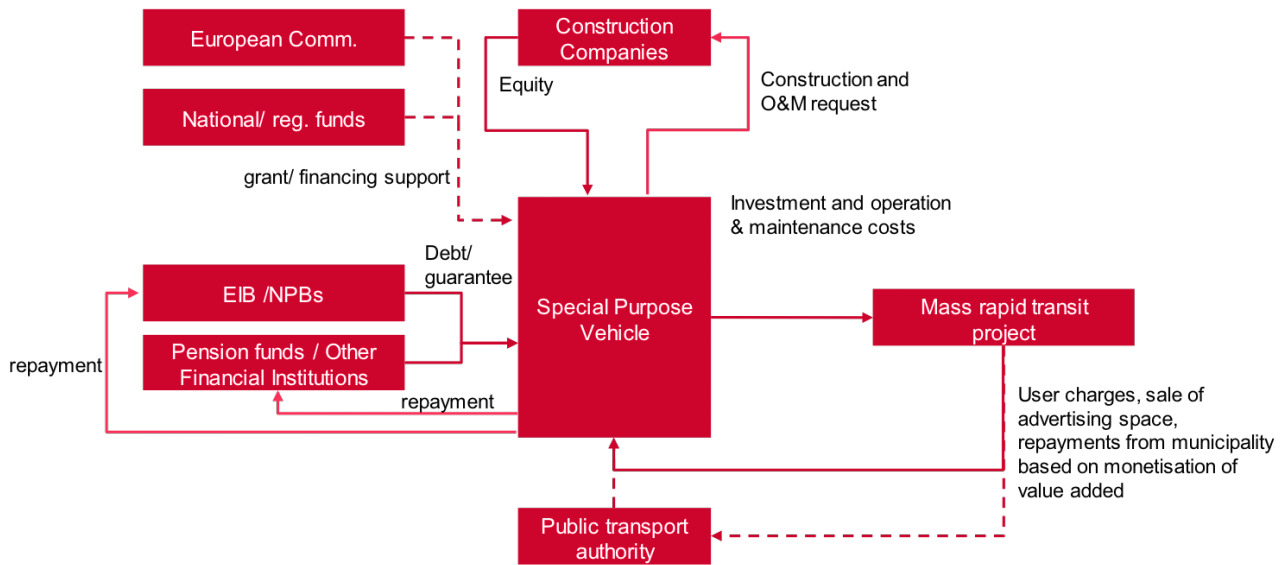 European Comm.
Construction
Companies
Equity
Construction and
O&M request
National/ reg. funds
grant/ financing support
Investment and operation
& maintenance costs
Debt/
guarantee
EIB /NPBs
Special Purpose
Vehicle
Mass rapid transit
project
Pension funds / Other
Financial Institutions
repayment
repayment
User charges, sale of
advertising space,
repayments from municipality
based on monetisation of
value added
Public transport
authority